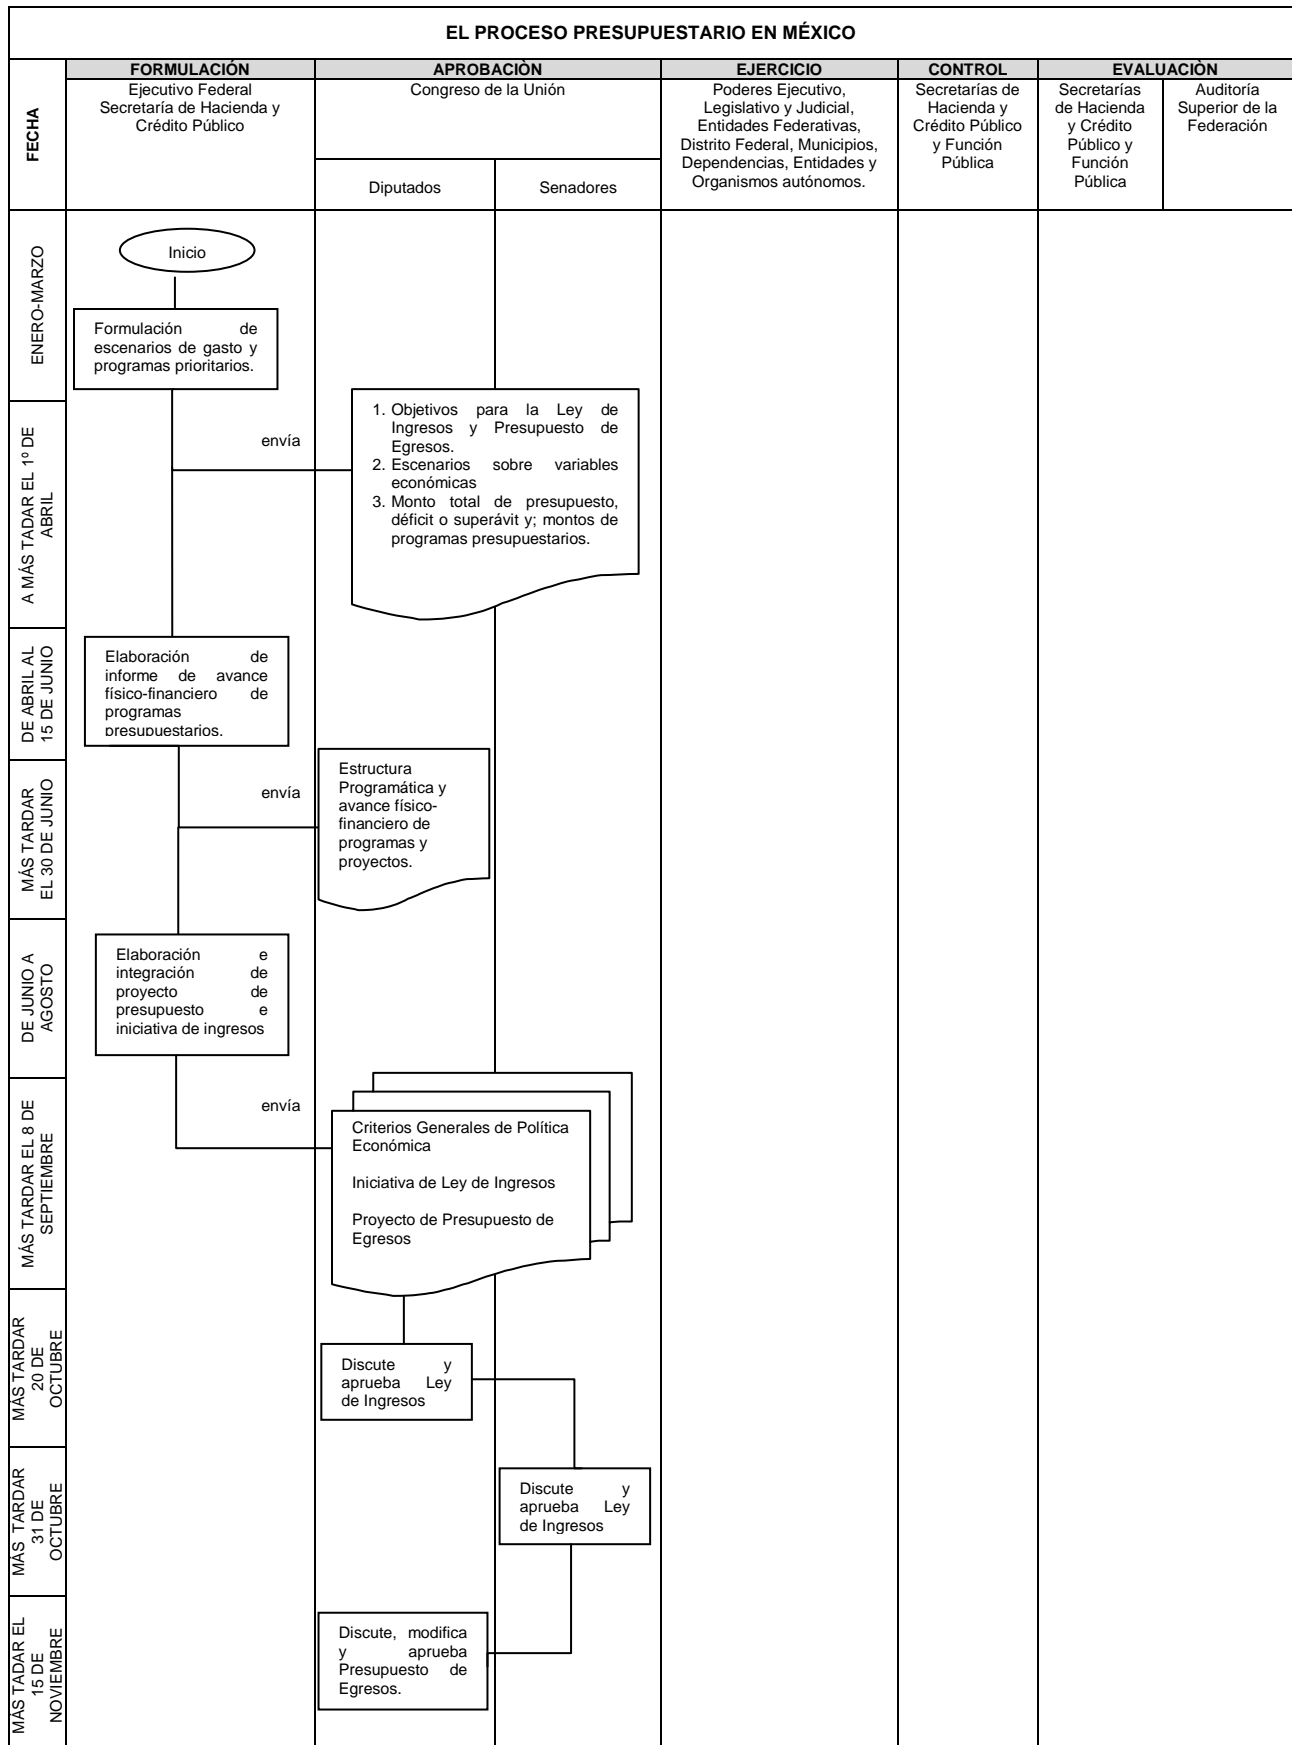 EL PROCESO PRESUPUESTARIO EN MÉXICO
FECHA
FORMULACIÓN
APROBACIÒN
EJERCICIO
CONTROL
EVALUACIÒN
Ejecutivo Federal
Secretaría de Hacienda y
Crédito Público
Congreso de la Unión
Diputados
Senadores
Poderes Ejecutivo,
Legislativo y Judicial,
Entidades Federativas,
Distrito Federal, Municipios,
Dependencias, Entidades y
Organismos autónomos.
Secretarías de
Hacienda y
Crédito Público
y Función
Pública
Secretarías
de Hacienda
y Crédito
Público y
Función
Pública
Auditoría
Superior de la
Federación
ENERO-MARZO
Inicio
Formulación de
escenarios de gasto y
programas prioritarios.
A MÁS TADAR EL 1º DE
ABRIL
envía
1. Objetivos para la Ley de
Ingresos y Presupuesto de
Egresos.
2. Escenarios sobre variables
económicas
3. Monto total de presupuesto,
déficit o superávit y; montos de
programas presupuestarios.
DE ABRIL AL
15 DE JUNIO
Elaboración de
informe de avance
físico-financiero de
programas
presupuestarios.
MÁS TARDAR
EL 30 DE JUNIO
envía
Estructura
Programática y
avance físico-
financiero de
programas y
proyectos.
DE JUNIO A
AGOSTO
Elaboración e
integración de
proyecto de
presupuesto e
iniciativa de ingresos
MÁS TARDAR EL 8 DE
SEPTIEMBRE
envía
Criterios Generales de Política
Económica
Iniciativa de Ley de Ingresos
Proyecto de Presupuesto de
Egresos
MÁS TARDAR
20 DE
OCTUBRE
Discute y
aprueba Ley
de Ingresos
MÁS TARDAR
31 DE
OCTUBRE
Discute y
aprueba Ley
de Ingresos
MÁS TADAR EL
15 DE
NOVIEMBRE
Discute, modifica
y aprueba
Presupuesto de
Egresos.